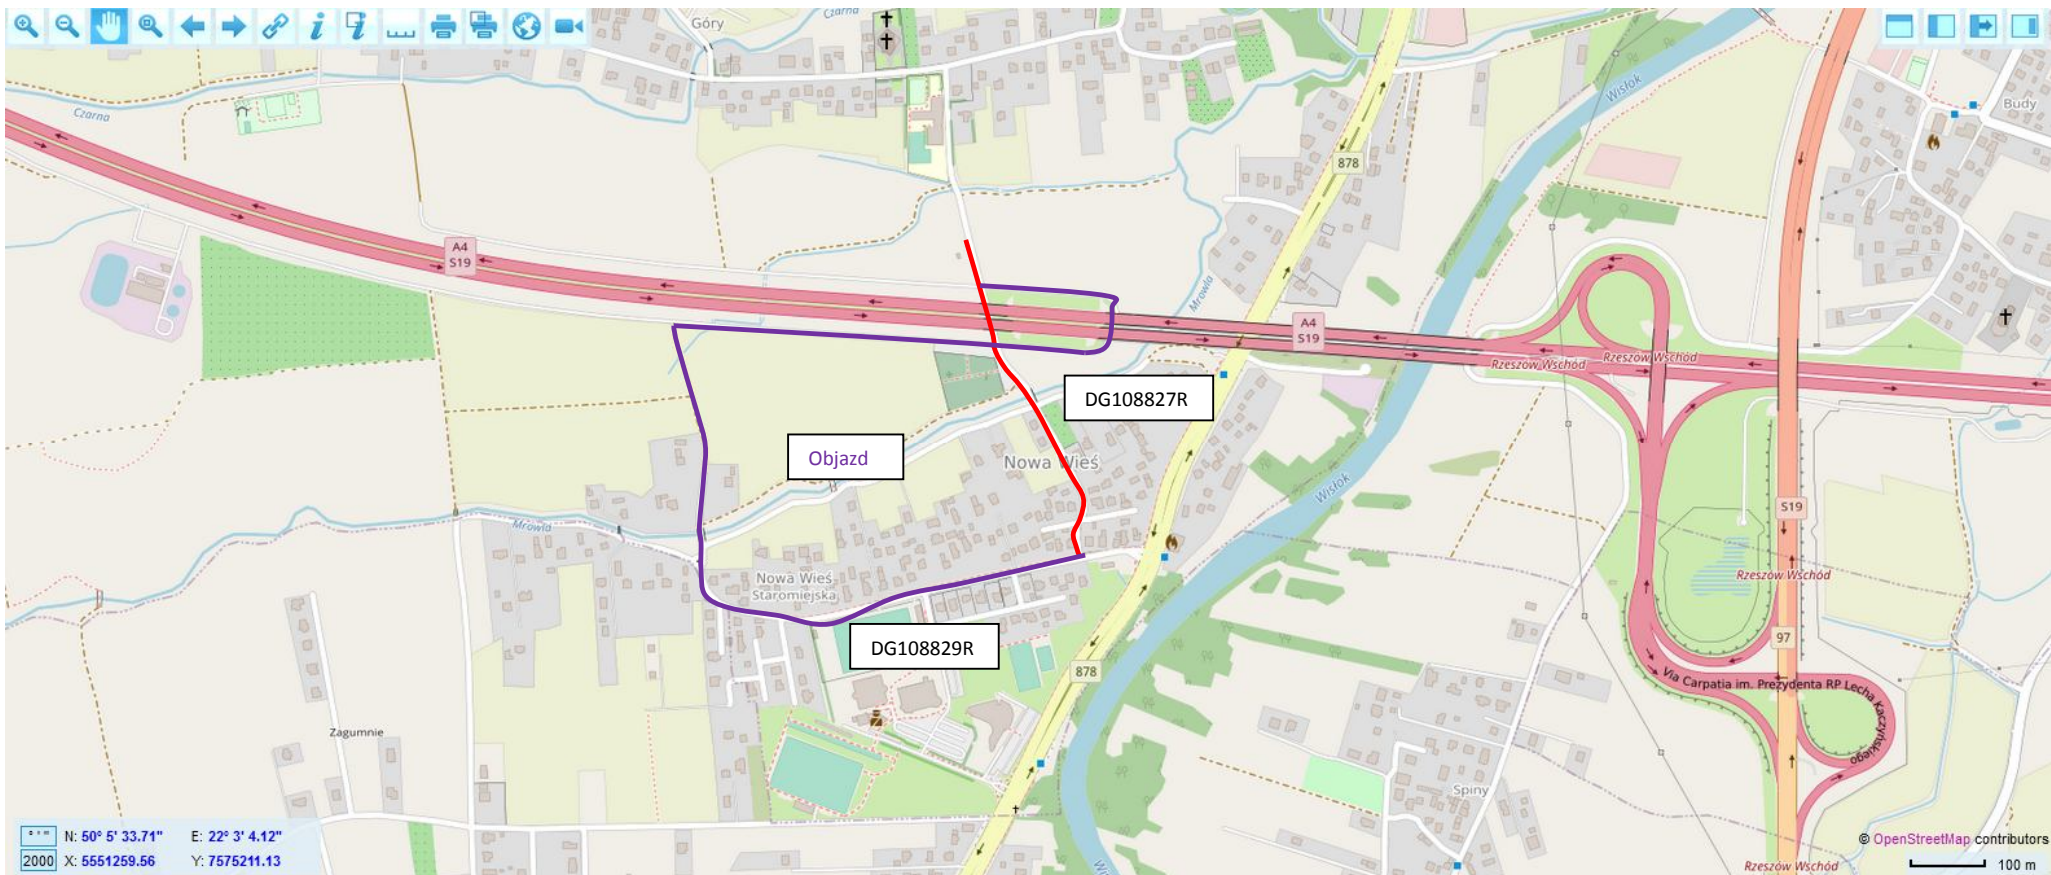 Góry
Czarna
Czarna
Wisłok
Budy
878
A4
S19
Mrowla
A4
S19
Rzeszów Wschód
Rzeszów Wschód
DG108827R
Objazd
Nowa Wieś
Wisłok
S19
Mrowla
Nowa Wieś
Staromiejska
Rzeszów Wschód
DG108829R
97
878
Via Carpatia im. Prezydenta RP Lecha Kaczyńskiego
Zagumnie
Spiny
° ' "
N: 50° 5' 33.71" E: 22° 3' 4.12"
2000 X: 5551259.56 Y: 7575211.13
© OpenStreetMap contributors
Rzeszów Wschód
100 m